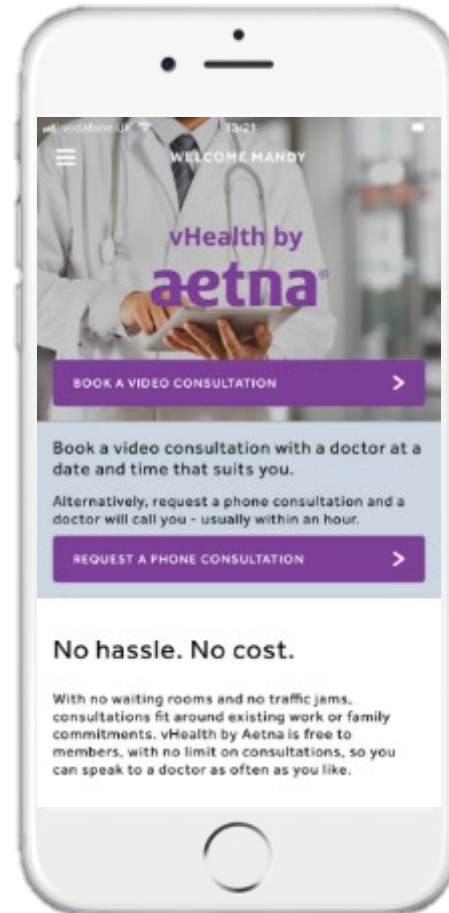 vodafone UK 13:21
WELCOME MANDY
vHealth by
aetna®
BOOK A VIDEO CONSULTATION
Book a video consultation with a doctor at a
date and time that suits you.
Alternatively, request a phone consultation and a
doctor will call you - usually within an hour.
REQUEST A PHONE CONSULTATION
No hassle. No cost.
With no waiting rooms and no traffic jams,
consultations fit around existing work or family
commitments. vHealth by Aetna is free to
members, with no limit on consultations, so you
can speak to a doctor as often as you like.